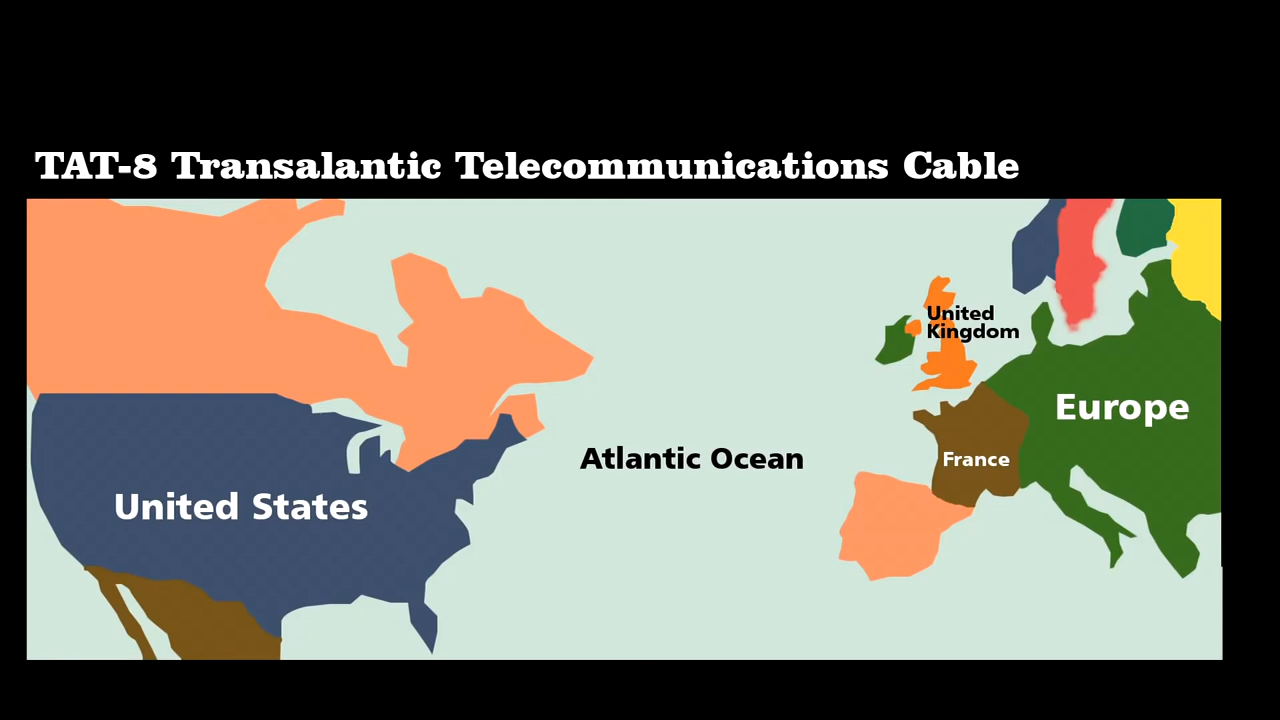 TAT-8 Transalantic Telecommunications Cable
United
Kingdom
Europe
Atlantic Ocean
France
United States